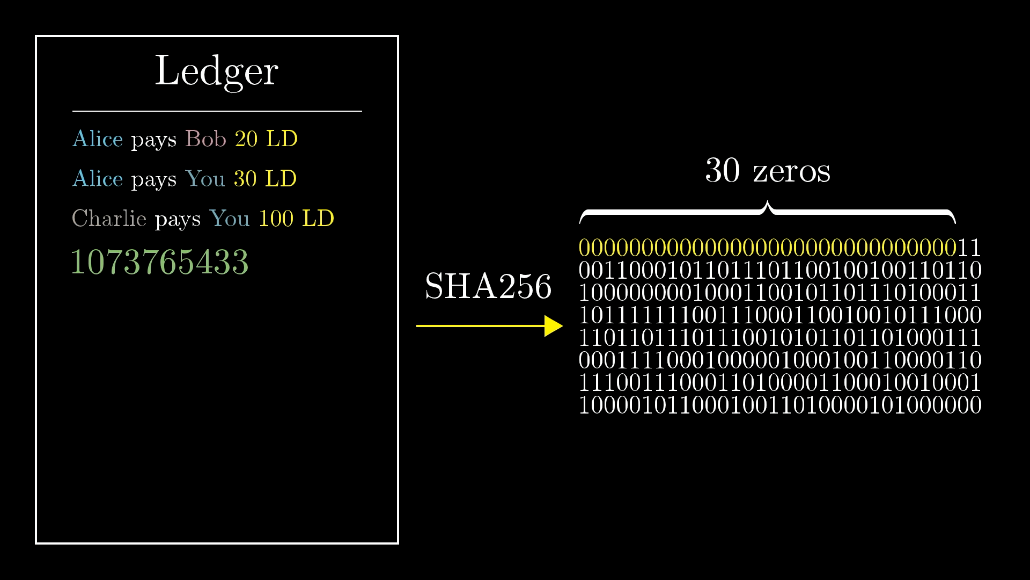 Ledger
Alice pays Bob 20 LD
Alice pays You 30 LD
Charlie pays You 100 LD
1073765433
SHA256
30 zeros
00000000000000000000000000000011
00110001011011101100100100110110
10000000010001100101101110100011
10111111100111000110010010111000
11011011101110010101101101000111
00011110001000001000100110000110
11100111000110100001100010010001
10000101100010011010000101000000